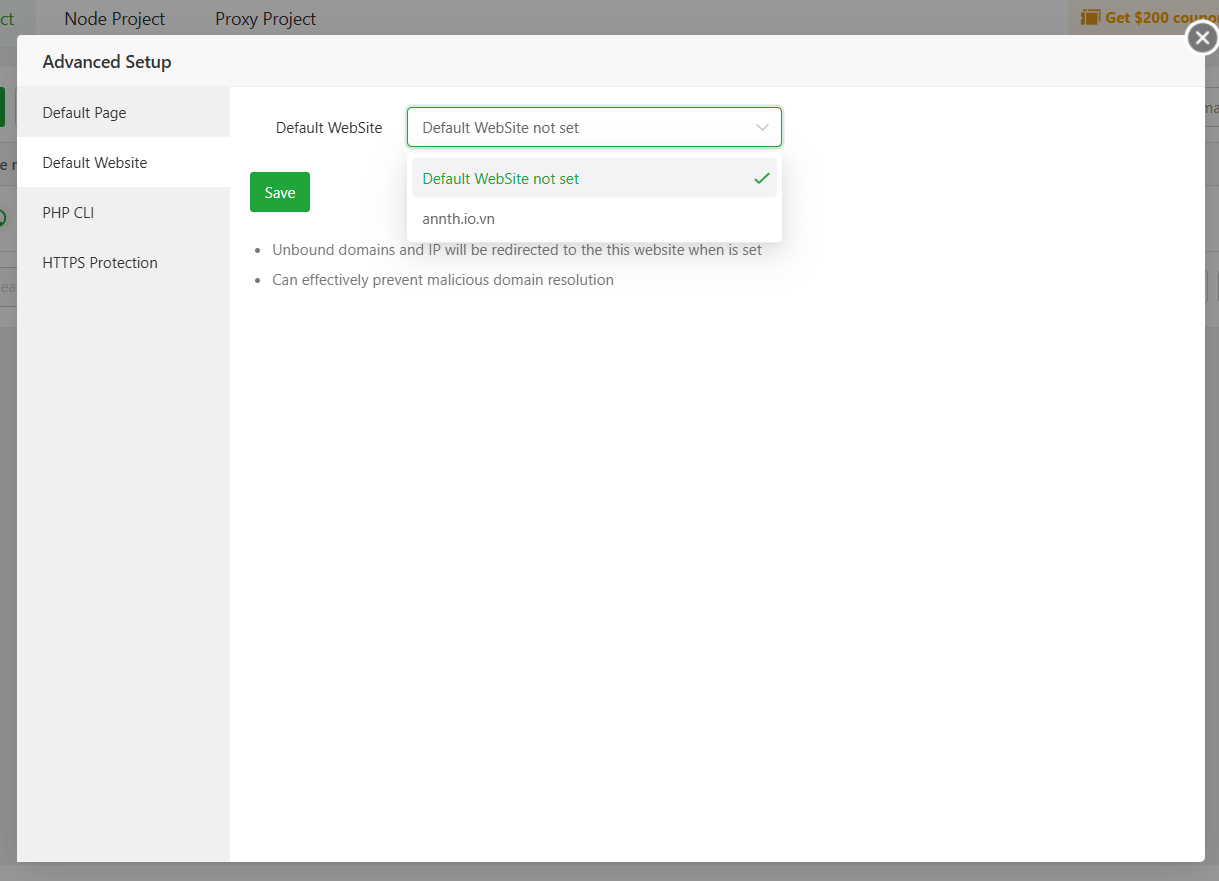 ct
Node Project
Proxy Project
Get $200 coupon
Advanced Setup
Default Page
Default Website
PHP CLI
HTTPS Protection
Default WebSite
Default WebSite not set
Default WebSite not set
annth.io.vn
Save
Unbound domains and IP will be redirected to the this website when is set
Can effectively prevent malicious domain resolution